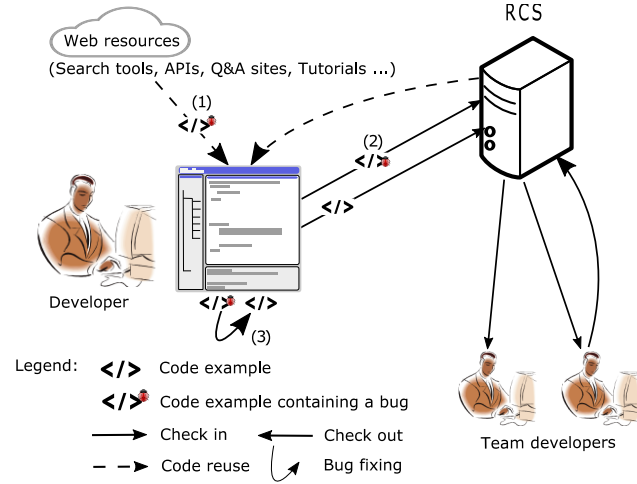 RCS
Web resources
(Search tools, APIs, Q&A sites, Tutorials ...)
(1)
</>
(2)
</>
</>
Developer
</> </>
(3)
Legend: </> Code example
</> Code example containing a bug
Check in Check out
Code reuse Bug fixing
Team developers